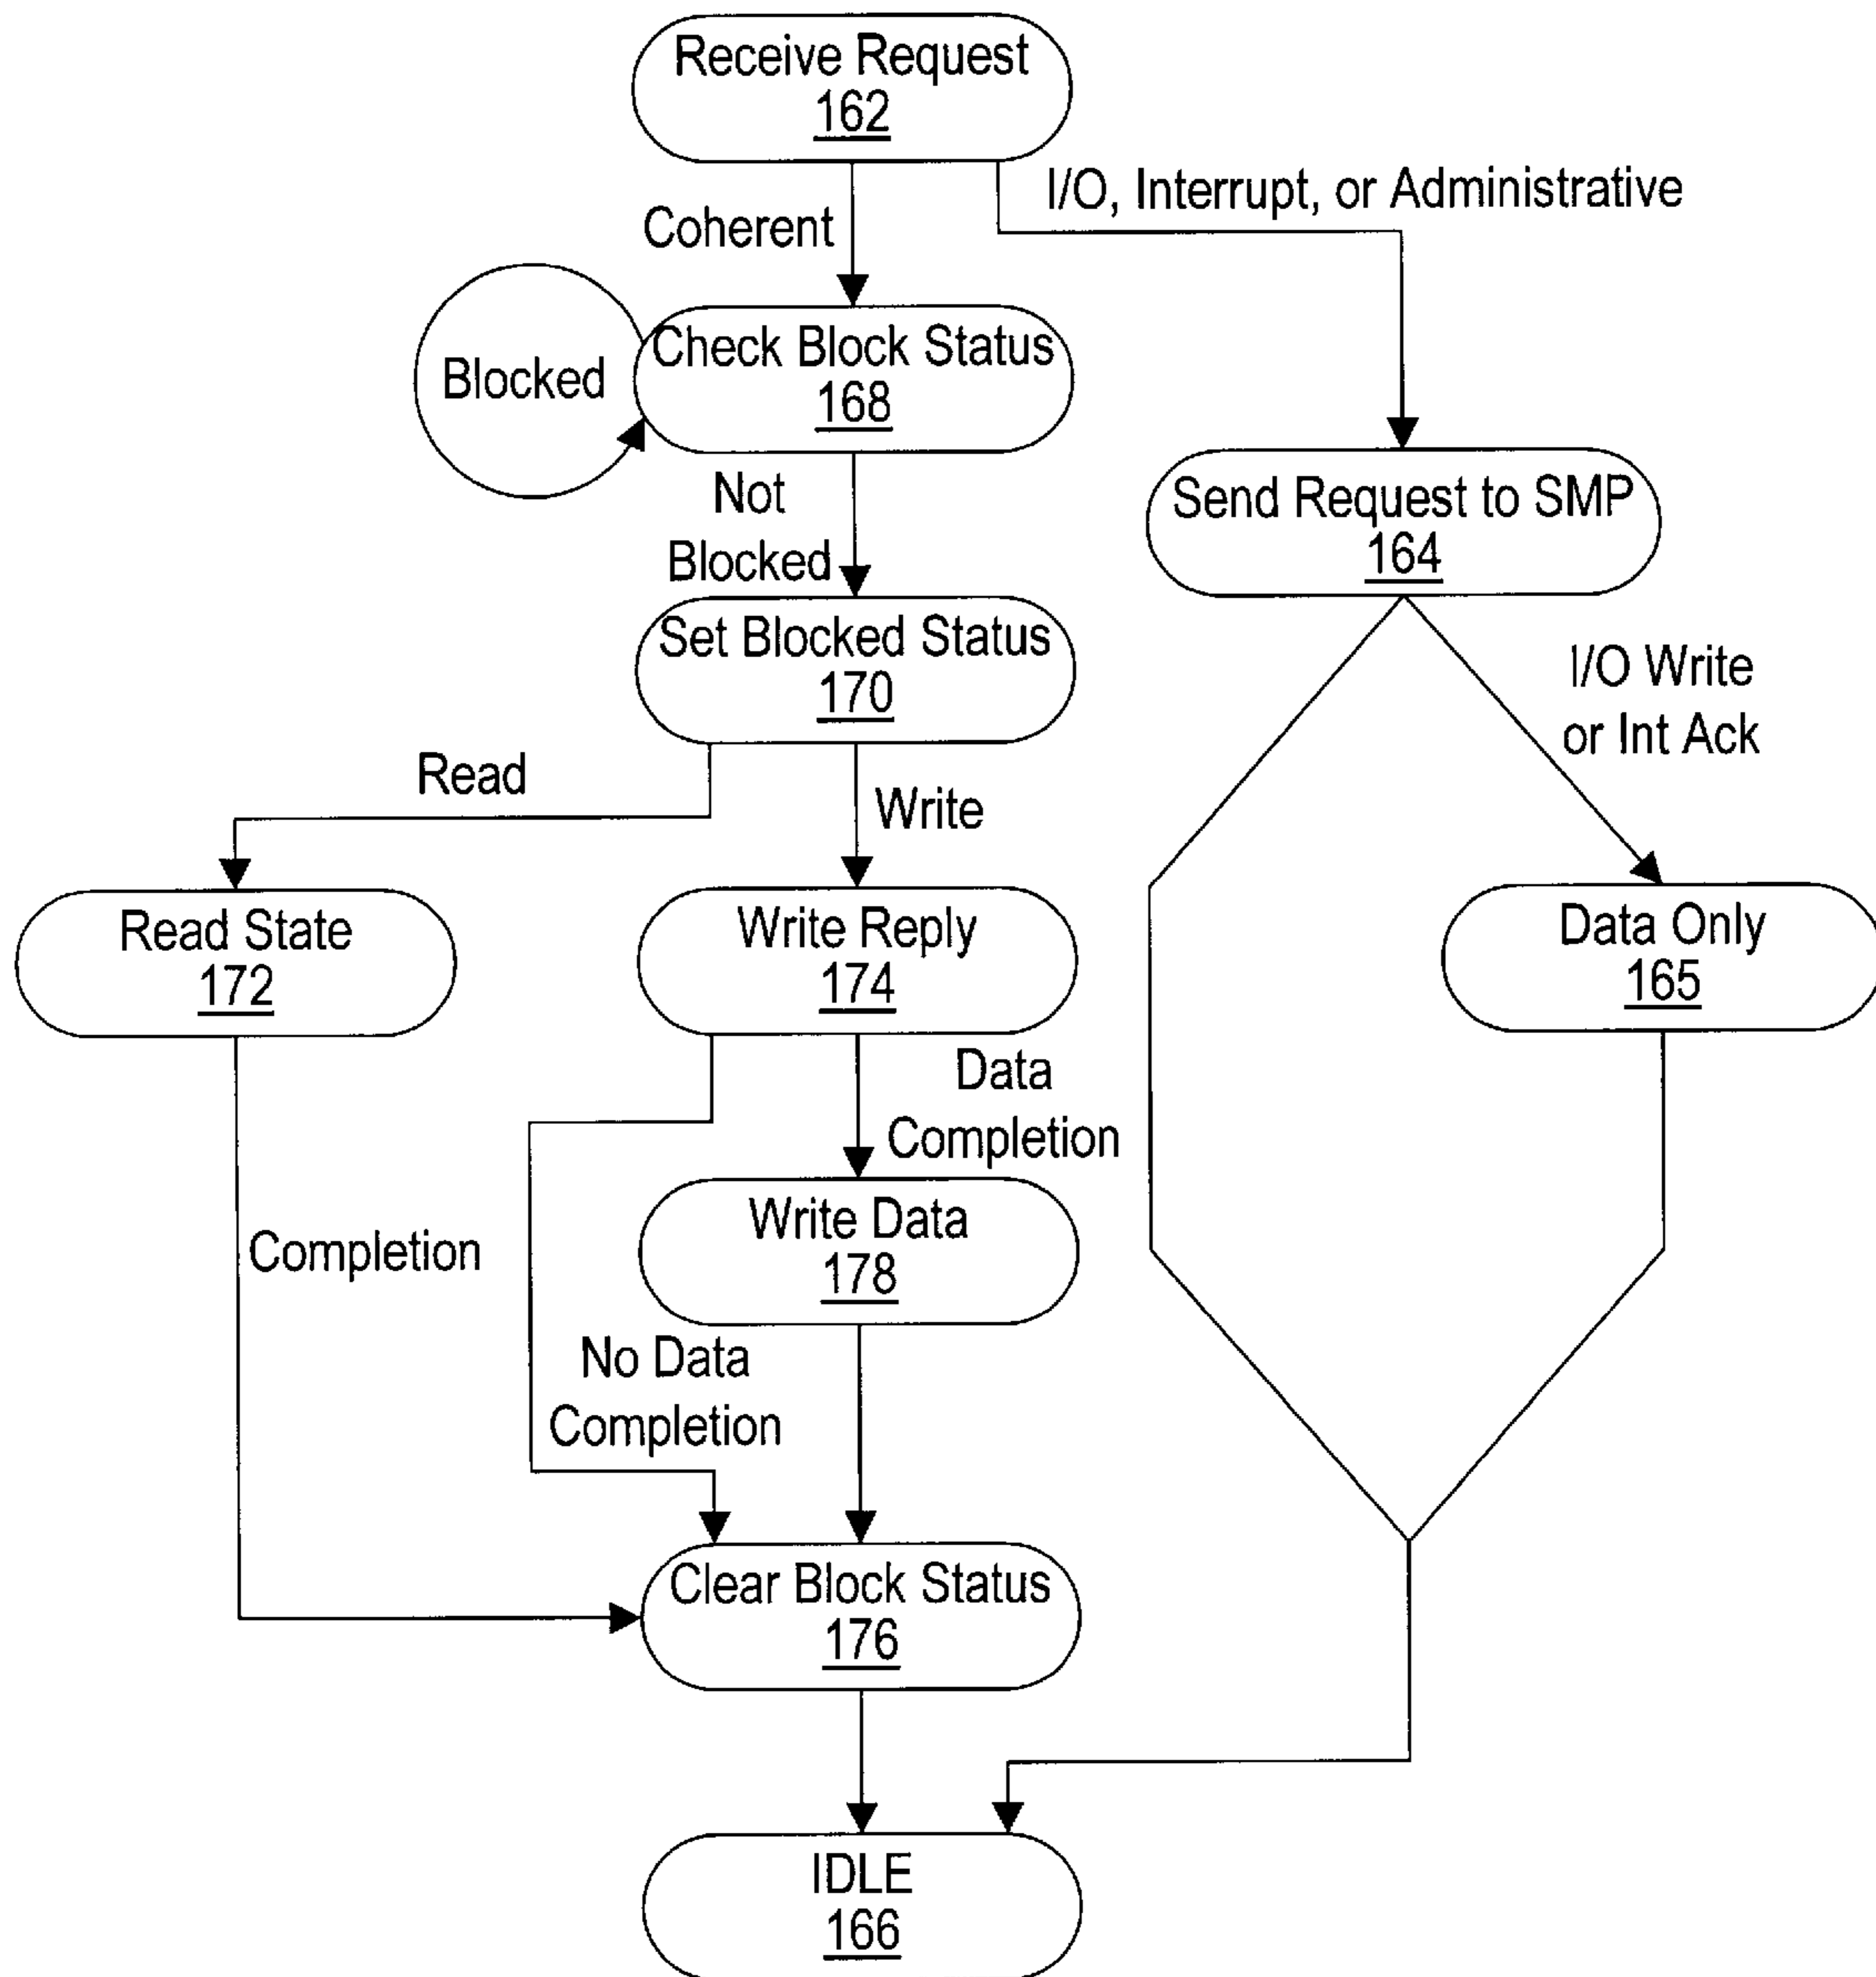 Receive Request
162
I/O, Interrupt, or Administrative
Coherent
Check Block Status
168
Blocked
Not
Blocked
Send Request to SMP
164
Set Blocked Status
170
I/O Write
or Int Ack
Read
Write
Read State
172
Write Reply
174
Data Only
165
Data
Completion
Write Data
178
Completion
No Data
Completion
Clear Block Status
176
IDLE
166